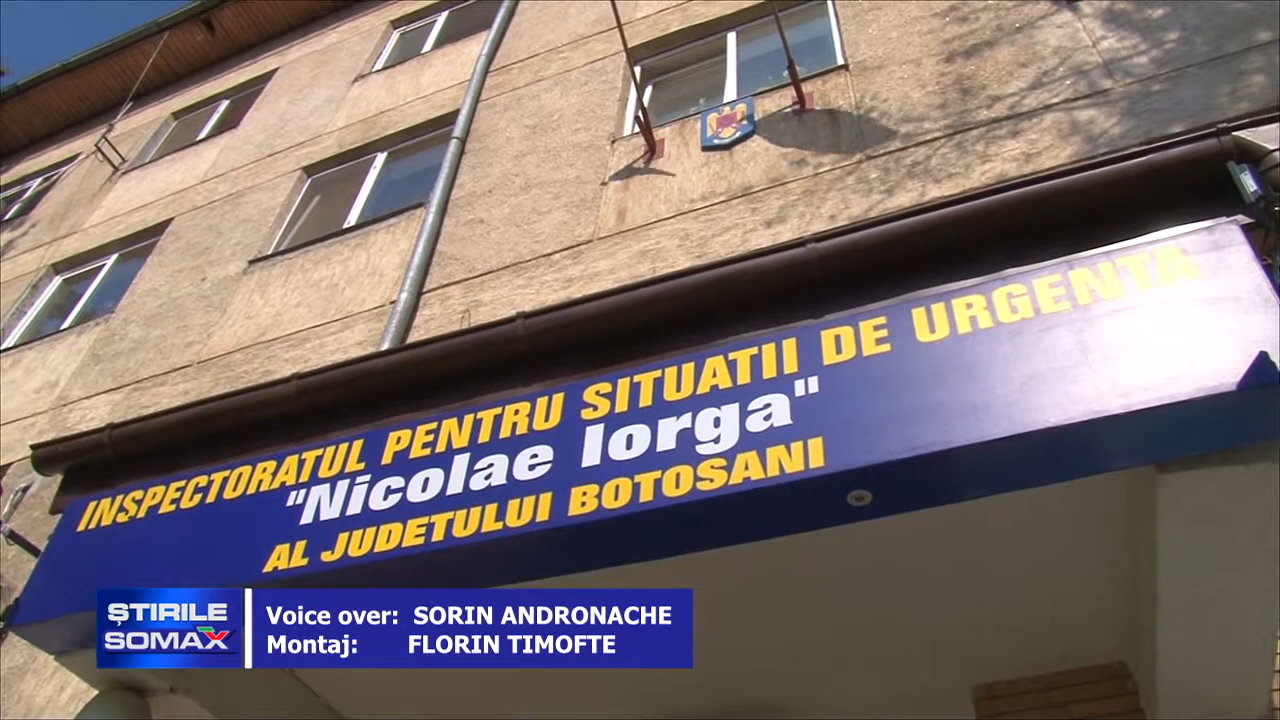 INSPECTORATUL PENTRU SITUATII DE URGENTA
"Nicolae Iorga"
AL JUDETULUI BOTOSANI
ȘTIRILE
SOMAX
Voice over: SORIN ANDRONACHE
Montaj: FLORIN TIMOFTE